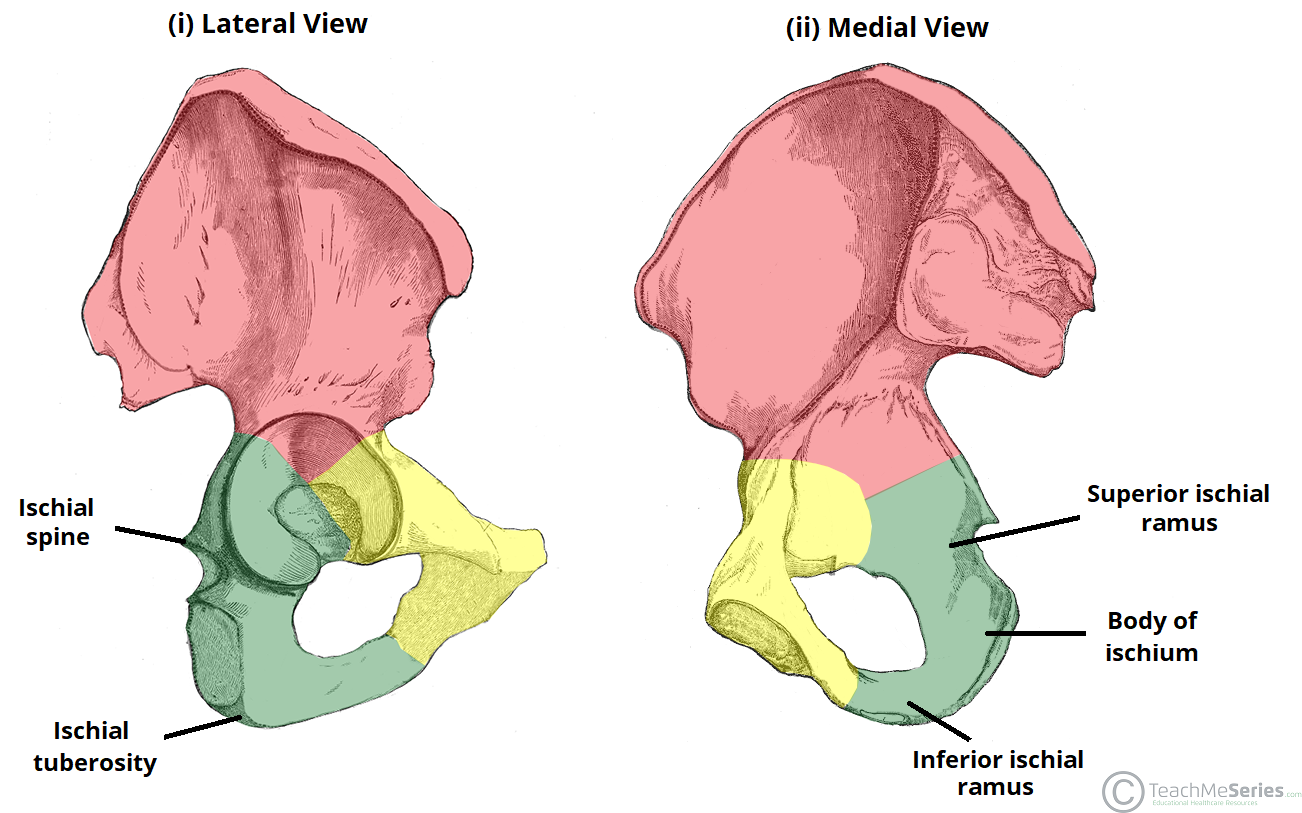 (i) Lateral View
(ii) Medial View
Ischial
spine
Superior ischial
ramus
Body of
ischium
Ischial
tuberosity
Inferior ischial
ramus
© TeachMeSeries.com
Educational Healthcare Resources